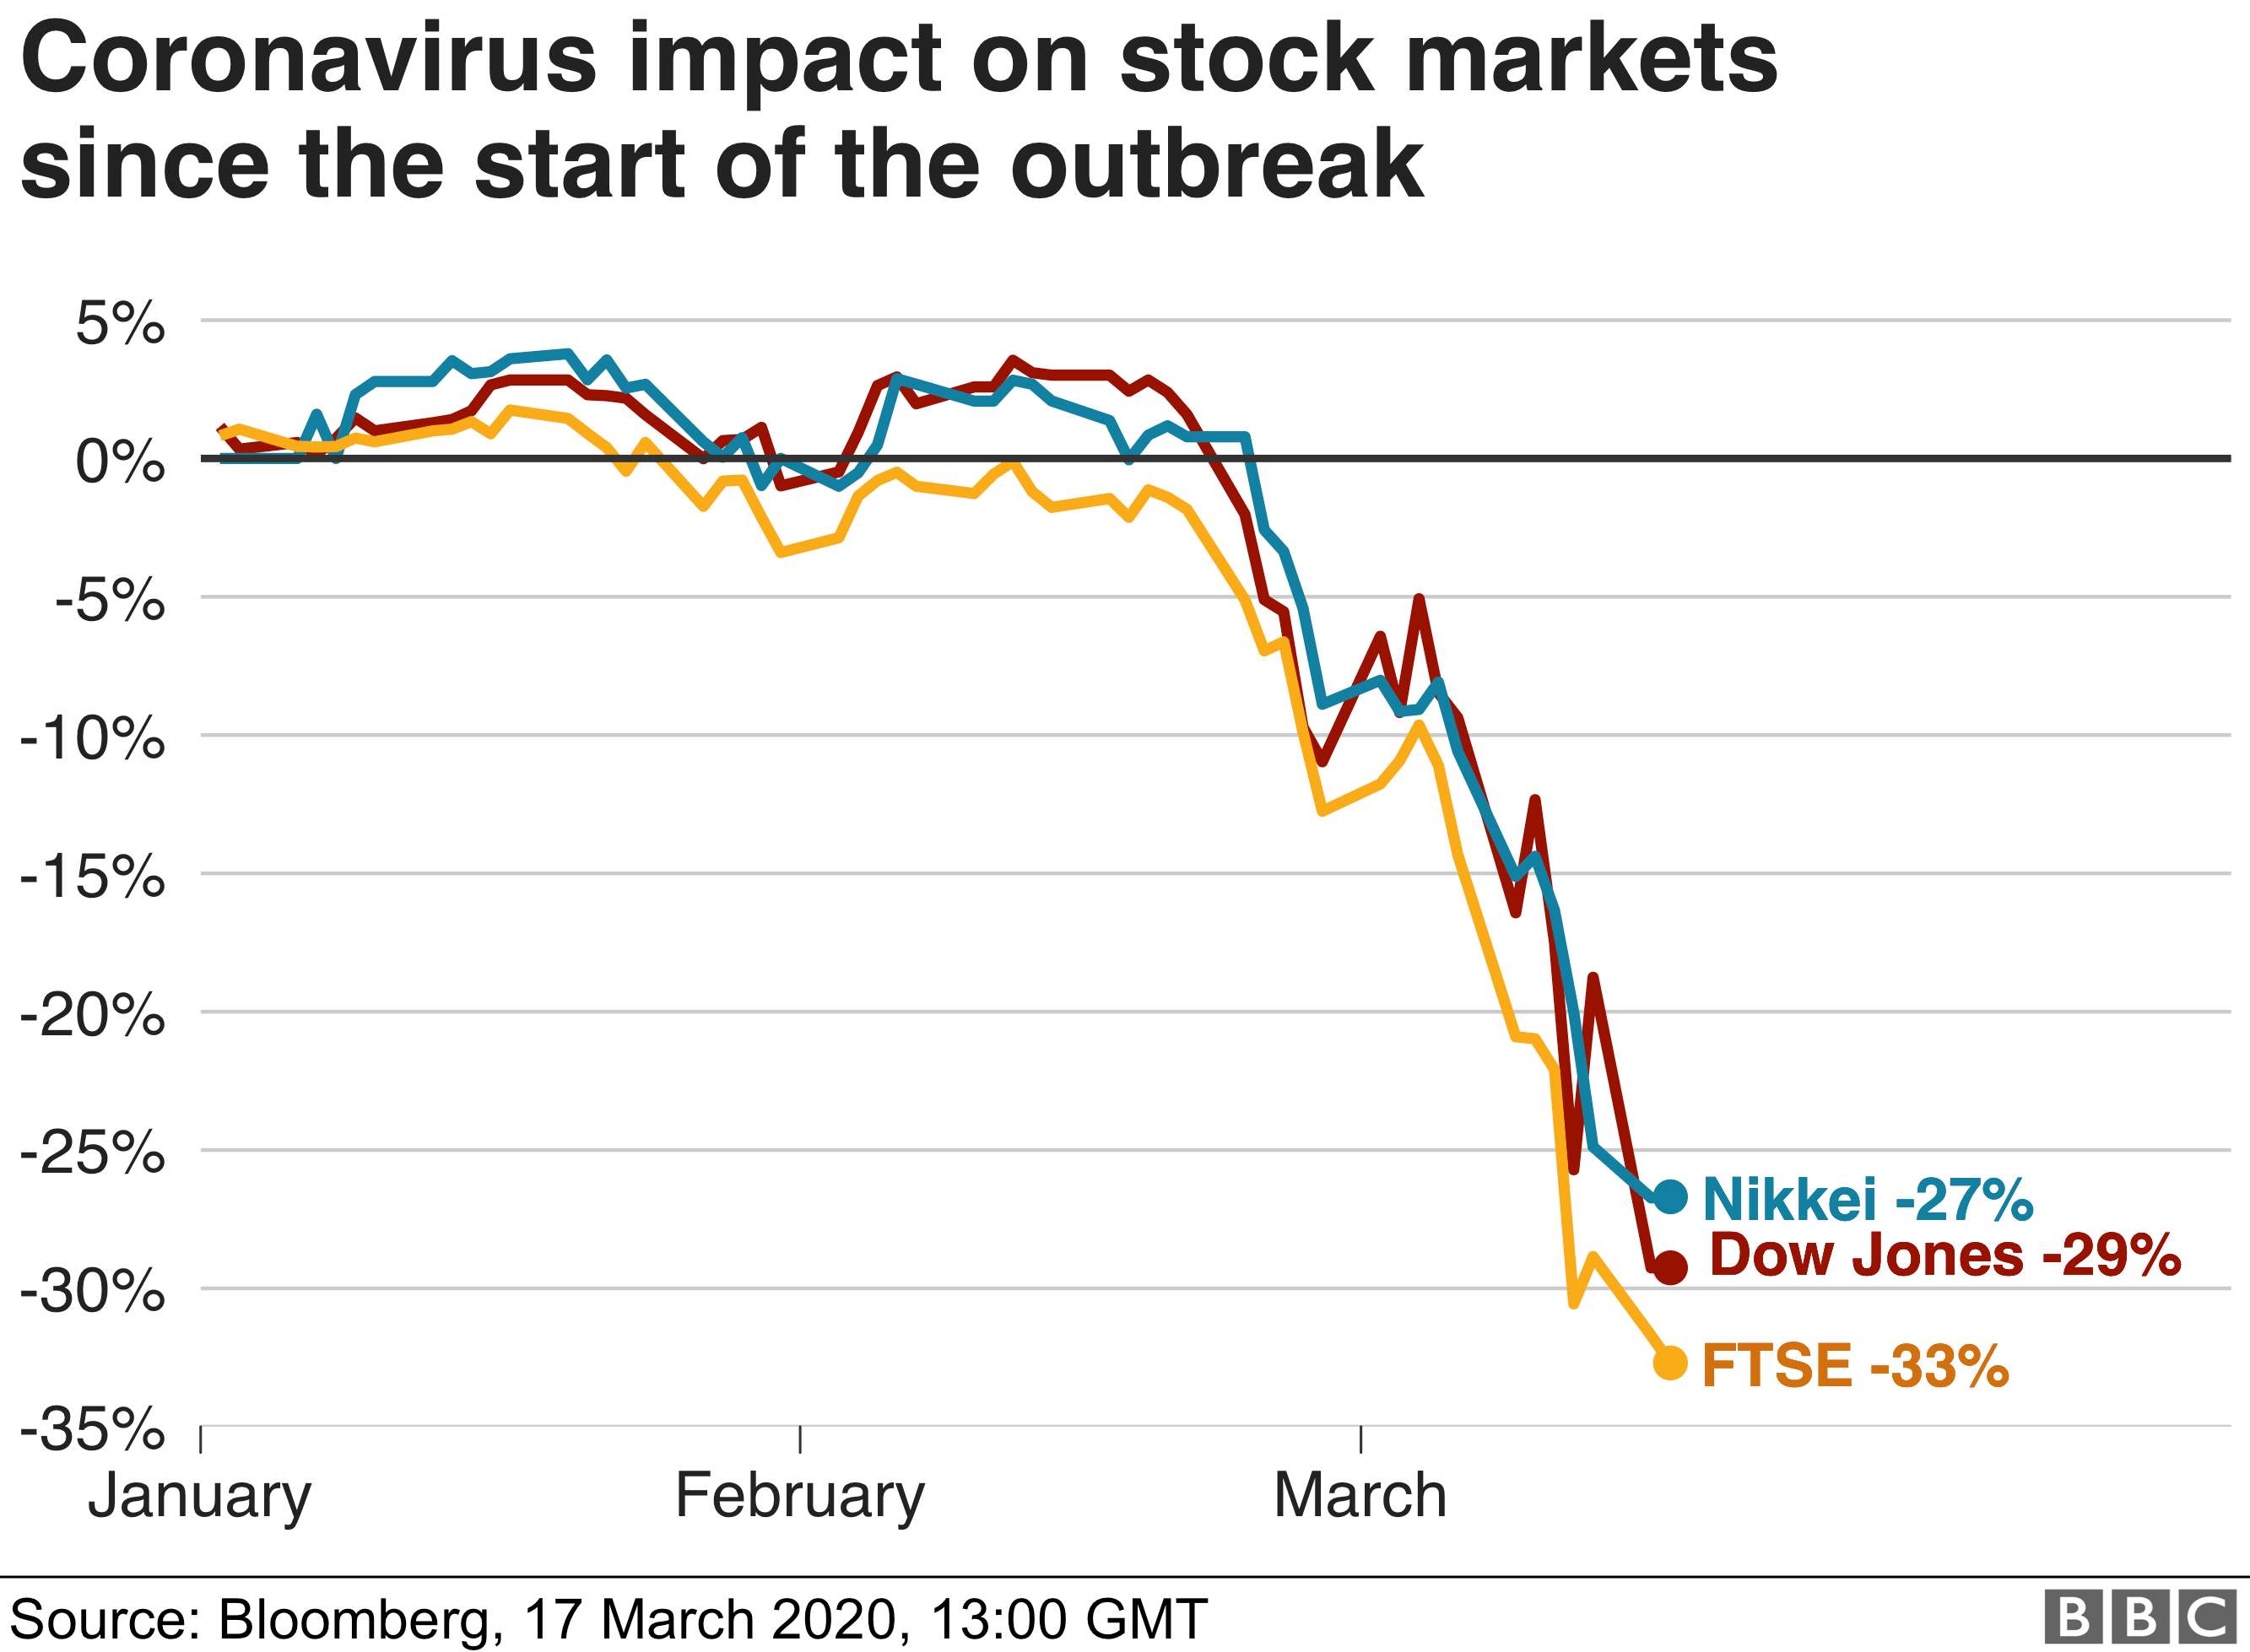 Coronavirus impact on stock markets
since the start of the outbreak
5%
0%
-5%
-10%
-15%
-20%
-25%
-30%
-35%
Nikkei -27%
Dow Jones -29%
FTSE -33%
January
February
March
Source: Bloomberg, 17 March 2020, 13:00 GMT
BBC